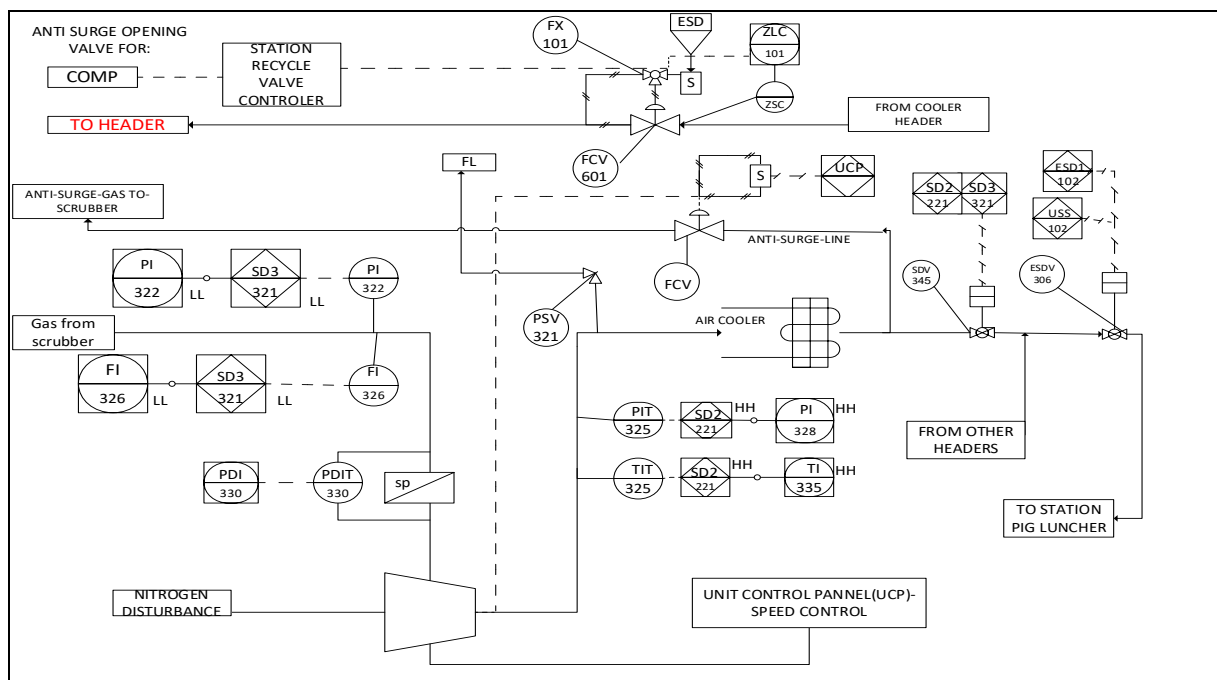 ANTI SURGE OPENING
VALVE FOR:
COMP
STATION
RECYCLE
VALVE
CONTROLER
FX
101
ESD
S
ZLC
101
ZSC
TO HEADER
FROM COOLER
HEADER
FCV
601
FL
S
UCP
SD2
221
SD3
321
ESD1
102
USS
102
ANTI-SURGE-GAS TO-
SCRUBBER
ANTI-SURGE-LINE
FCV
PI
322
LL
SD3
321
LL
PI
322
PSV
321
SDV
345
ESDV
306
Gas from
scrubber
AIR COOLER
FI
326
LL
SD3
321
LL
FI
326
PIT
325
SD2
221
HH
PI
328
HH
FROM OTHER
HEADERS
TIT
325
SD2
221
HH
TI
335
HH
PDI
330
PDIT
330
sp
TO STATION
PIG LUNCHER
NITROGEN
DISTURBANCE
UNIT CONTROL PANNEL(UCP)-
SPEED CONTROL